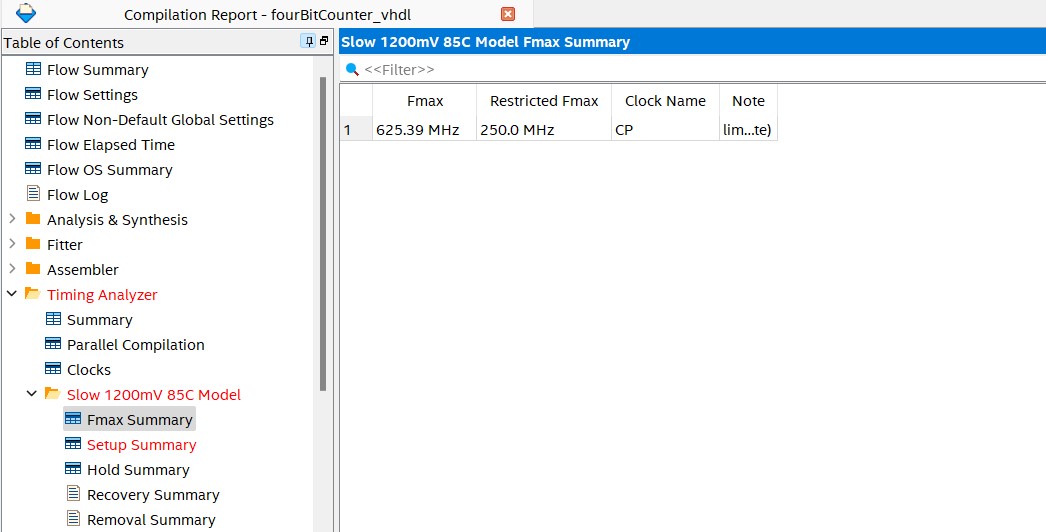 Compilation Report - fourBitCounter_vhdl
Table of Contents
Flow Summary
Flow Settings
Flow Non-Default Global Settings
Flow Elapsed Time
Flow OS Summary
Flow Log
Analysis & Synthesis
Fitter
Assembler
Timing Analyzer
Summary
Parallel Compilation
Clocks
Slow 1200mV 85C Model
Fmax Summary
Setup Summary
Hold Summary
Recovery Summary
Removal Summary
Slow 1200mV 85C Model Fmax Summary
<<Filter>>
Fmax Restricted Fmax Clock Name Note
1 625.39 MHz 250.0 MHz CP lim...te)